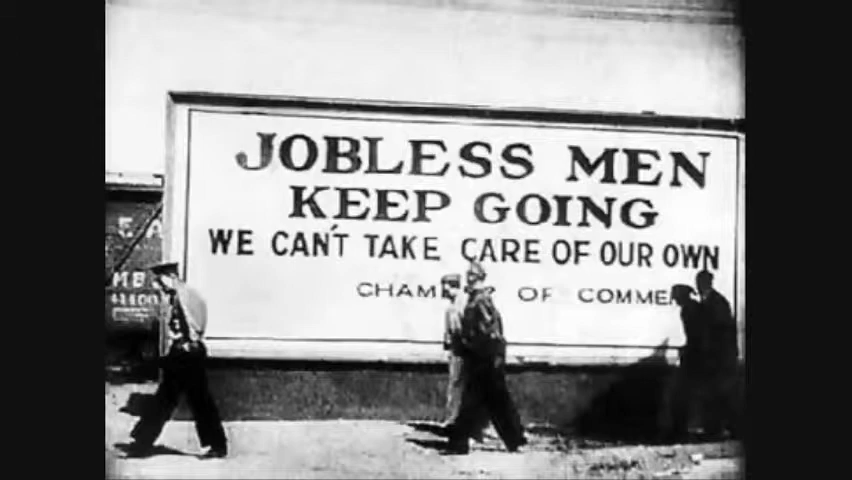 JOBLESS MEN
KEEP GOING
WE CAN'T TAKE CARE OF OUR OWN
OF